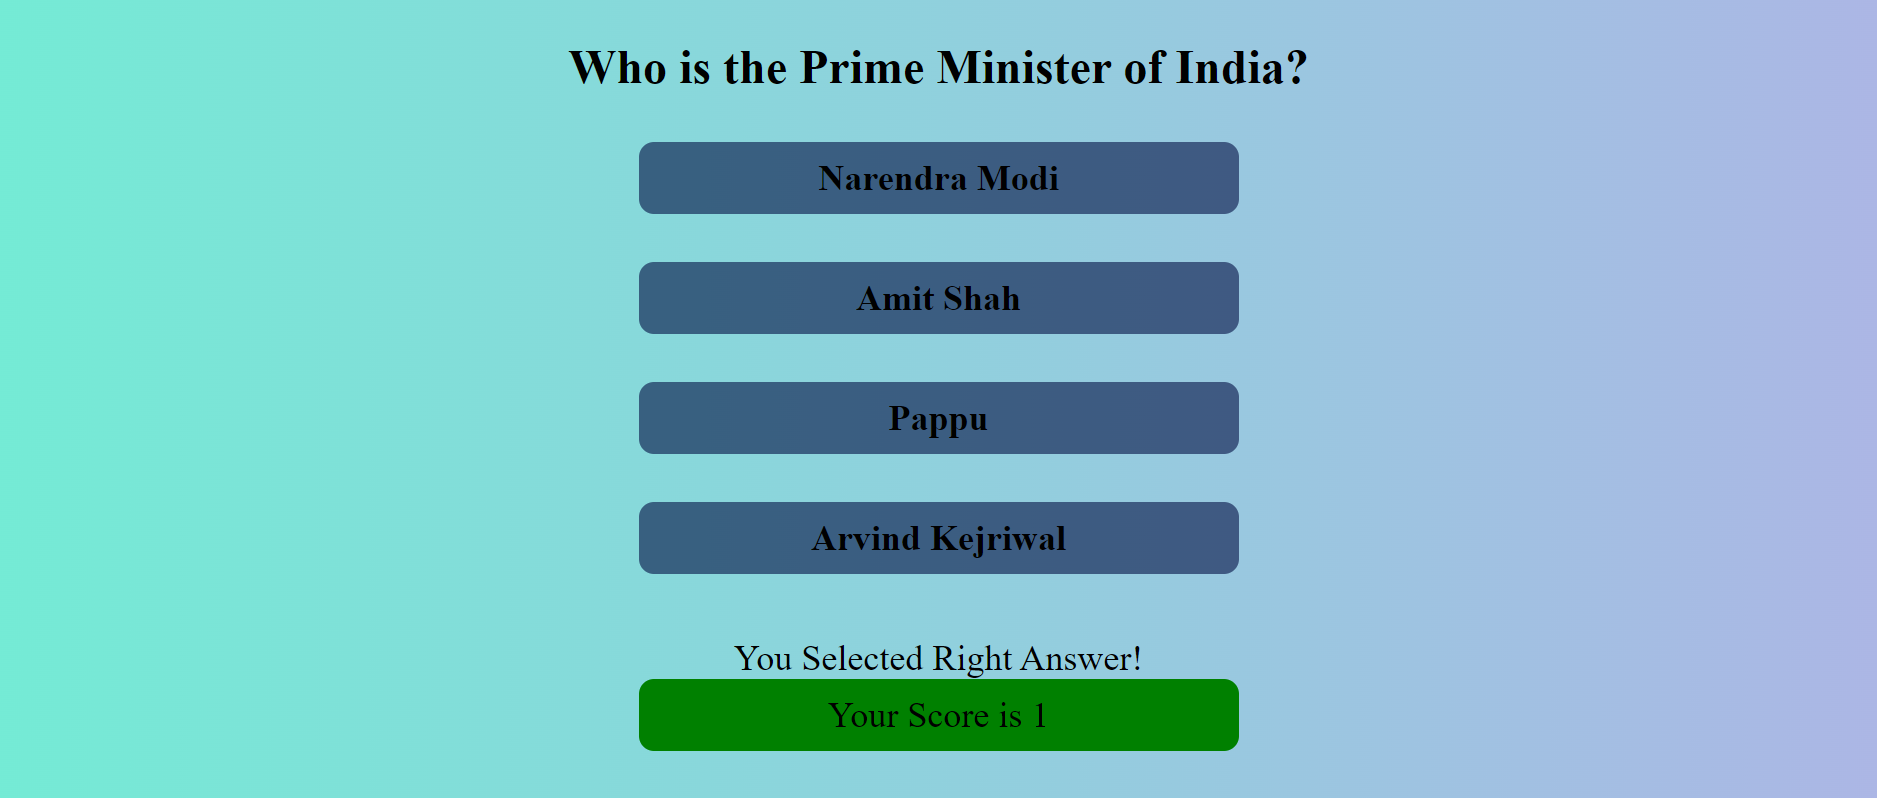 Who is the Prime Minister of India?
Narendra Modi
Amit Shah
Pappu
Arvind Kejriwal
You Selected Right Answer!
Your Score is 1